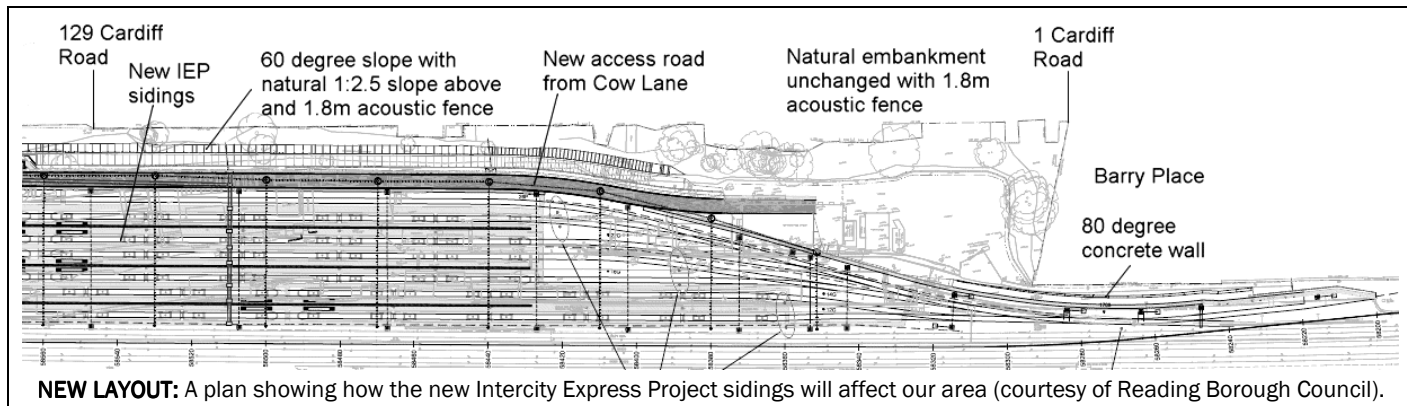 129 Cardiff
Road
New IEP
sidings
60 degree slope with
natural 1:2.5 slope above
and 1.8m acoustic fence
New access road
from Cow Lane
Natural embankment
unchanged with 1.8m
acoustic fence
1 Cardiff
Road
Barry Place
80 degree
concrete wall
NEW LAYOUT: A plan showing how the new Intercity Express Project sidings will affect our area (courtesy of Reading Borough Council).